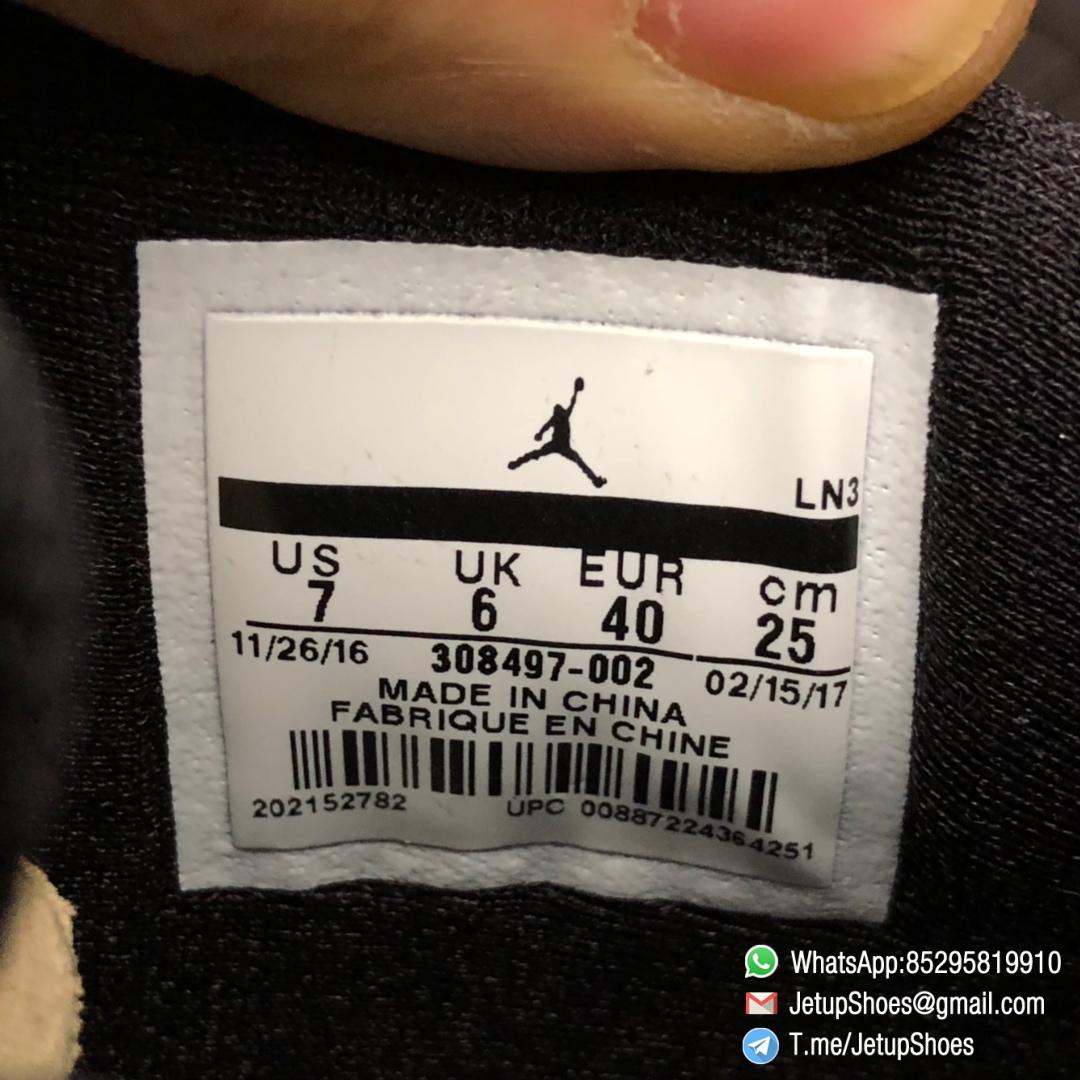 LN3
US UK EUR cm
7 6 40 25
11/26/16 308497-002 02/15/17
MADE IN CHINA
FABRIQUE EN CHINE
202152782 UPC 00887224364251
WhatsApp:85295819910
JetupShoes@gmail.com
T.me/JetupShoes